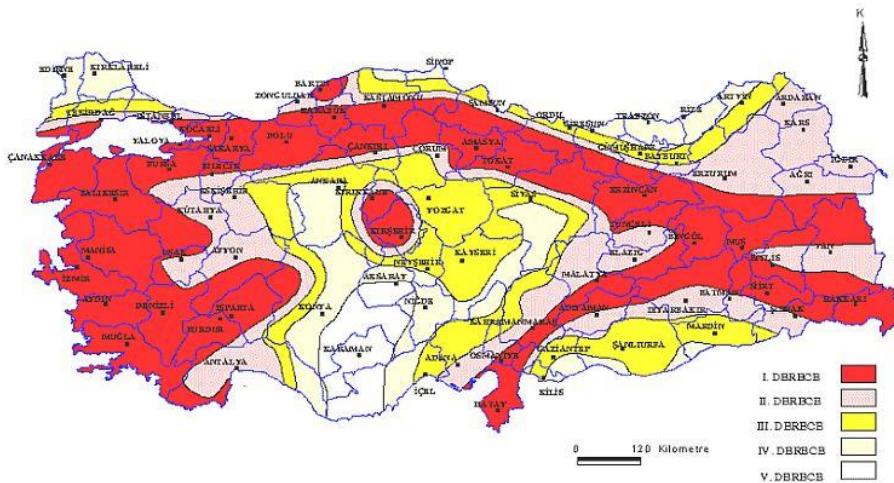 K
SİNOP
EDİRNE
KIRKLARELİ
BARTIN
ARTVİN
ARDAHAN
ZONGULDAK
KASTAMONU
SAMSUN
RİZE
TEKİRDAĞ
İSTANBUL
KARABÜK
ORDU
GİRESUN
TRABZON
KARS
KOCAELİ
YALOVA
SAKARYA
BOLU
ÇANKIRI
ÇORUM
AMASYA
GÜMÜŞHANE
BAYBURT
ÇANAKKALE
BURSA
BİLECİK
TOKAT
IĞDIR
ERZURUM
AĞRI
BALIKESİR
ESKİŞEHİR
ANKARA
KIRIKKALE
YOZGAT
SİVAS
ERZİNCAN
KÜTAHYA
KIRŞEHİR
TUNCELİ
BİNGÖL
MUŞ
MANİSA
UŞAK
AFYON
NEVŞEHİR
KAYSERİ
ELAZIĞ
VAN
BİTLİS
İZMİR
AKSARAY
MALATYA
AYDIN
DENİZLİ
ISPARTA
KONYA
NİĞDE
ADIYAMAN
DİYARBAKIR
BATMAN
SİİRT
HAKKARİ
ŞIRNAK
BURDUR
KAHRAMANMARAŞ
MARDİN
MUĞLA
KARAMAN
ADANA
OSMANİYE
GAZİANTEP
ŞANLIURFA
ANTALYA
İÇEL
KİLİS
HATAY
I. DERECE
II. DERECE
III. DERECE
IV. DERECE
V. DERECE
0 120 Kilometre